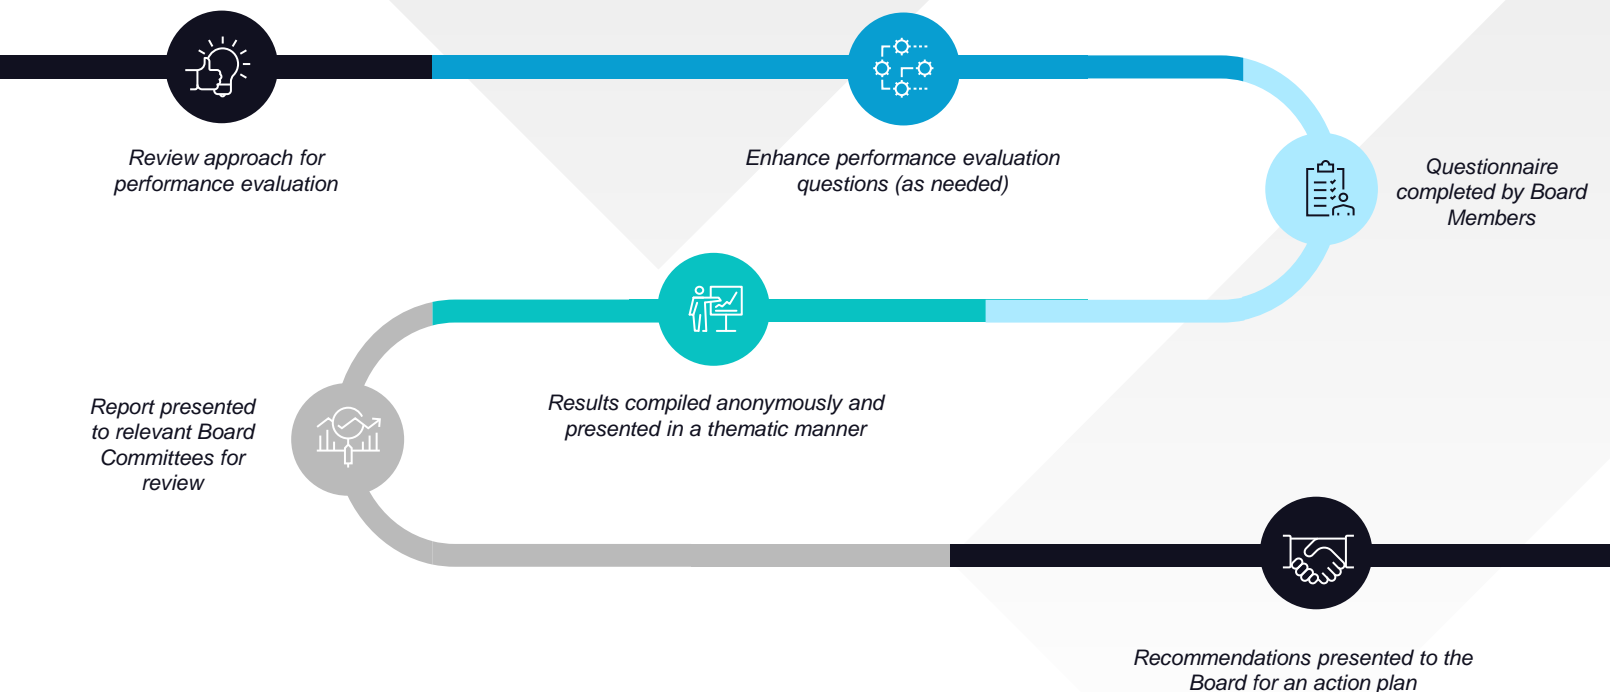 Review approach for
performance evaluation
Enhance performance evaluation
questions (as needed)
Questionnaire
completed by Board
Members
Results compiled anonymously and
presented in a thematic manner
Report presented
to relevant Board
Committees for
review
Recommendations presented to the
Board for an action plan